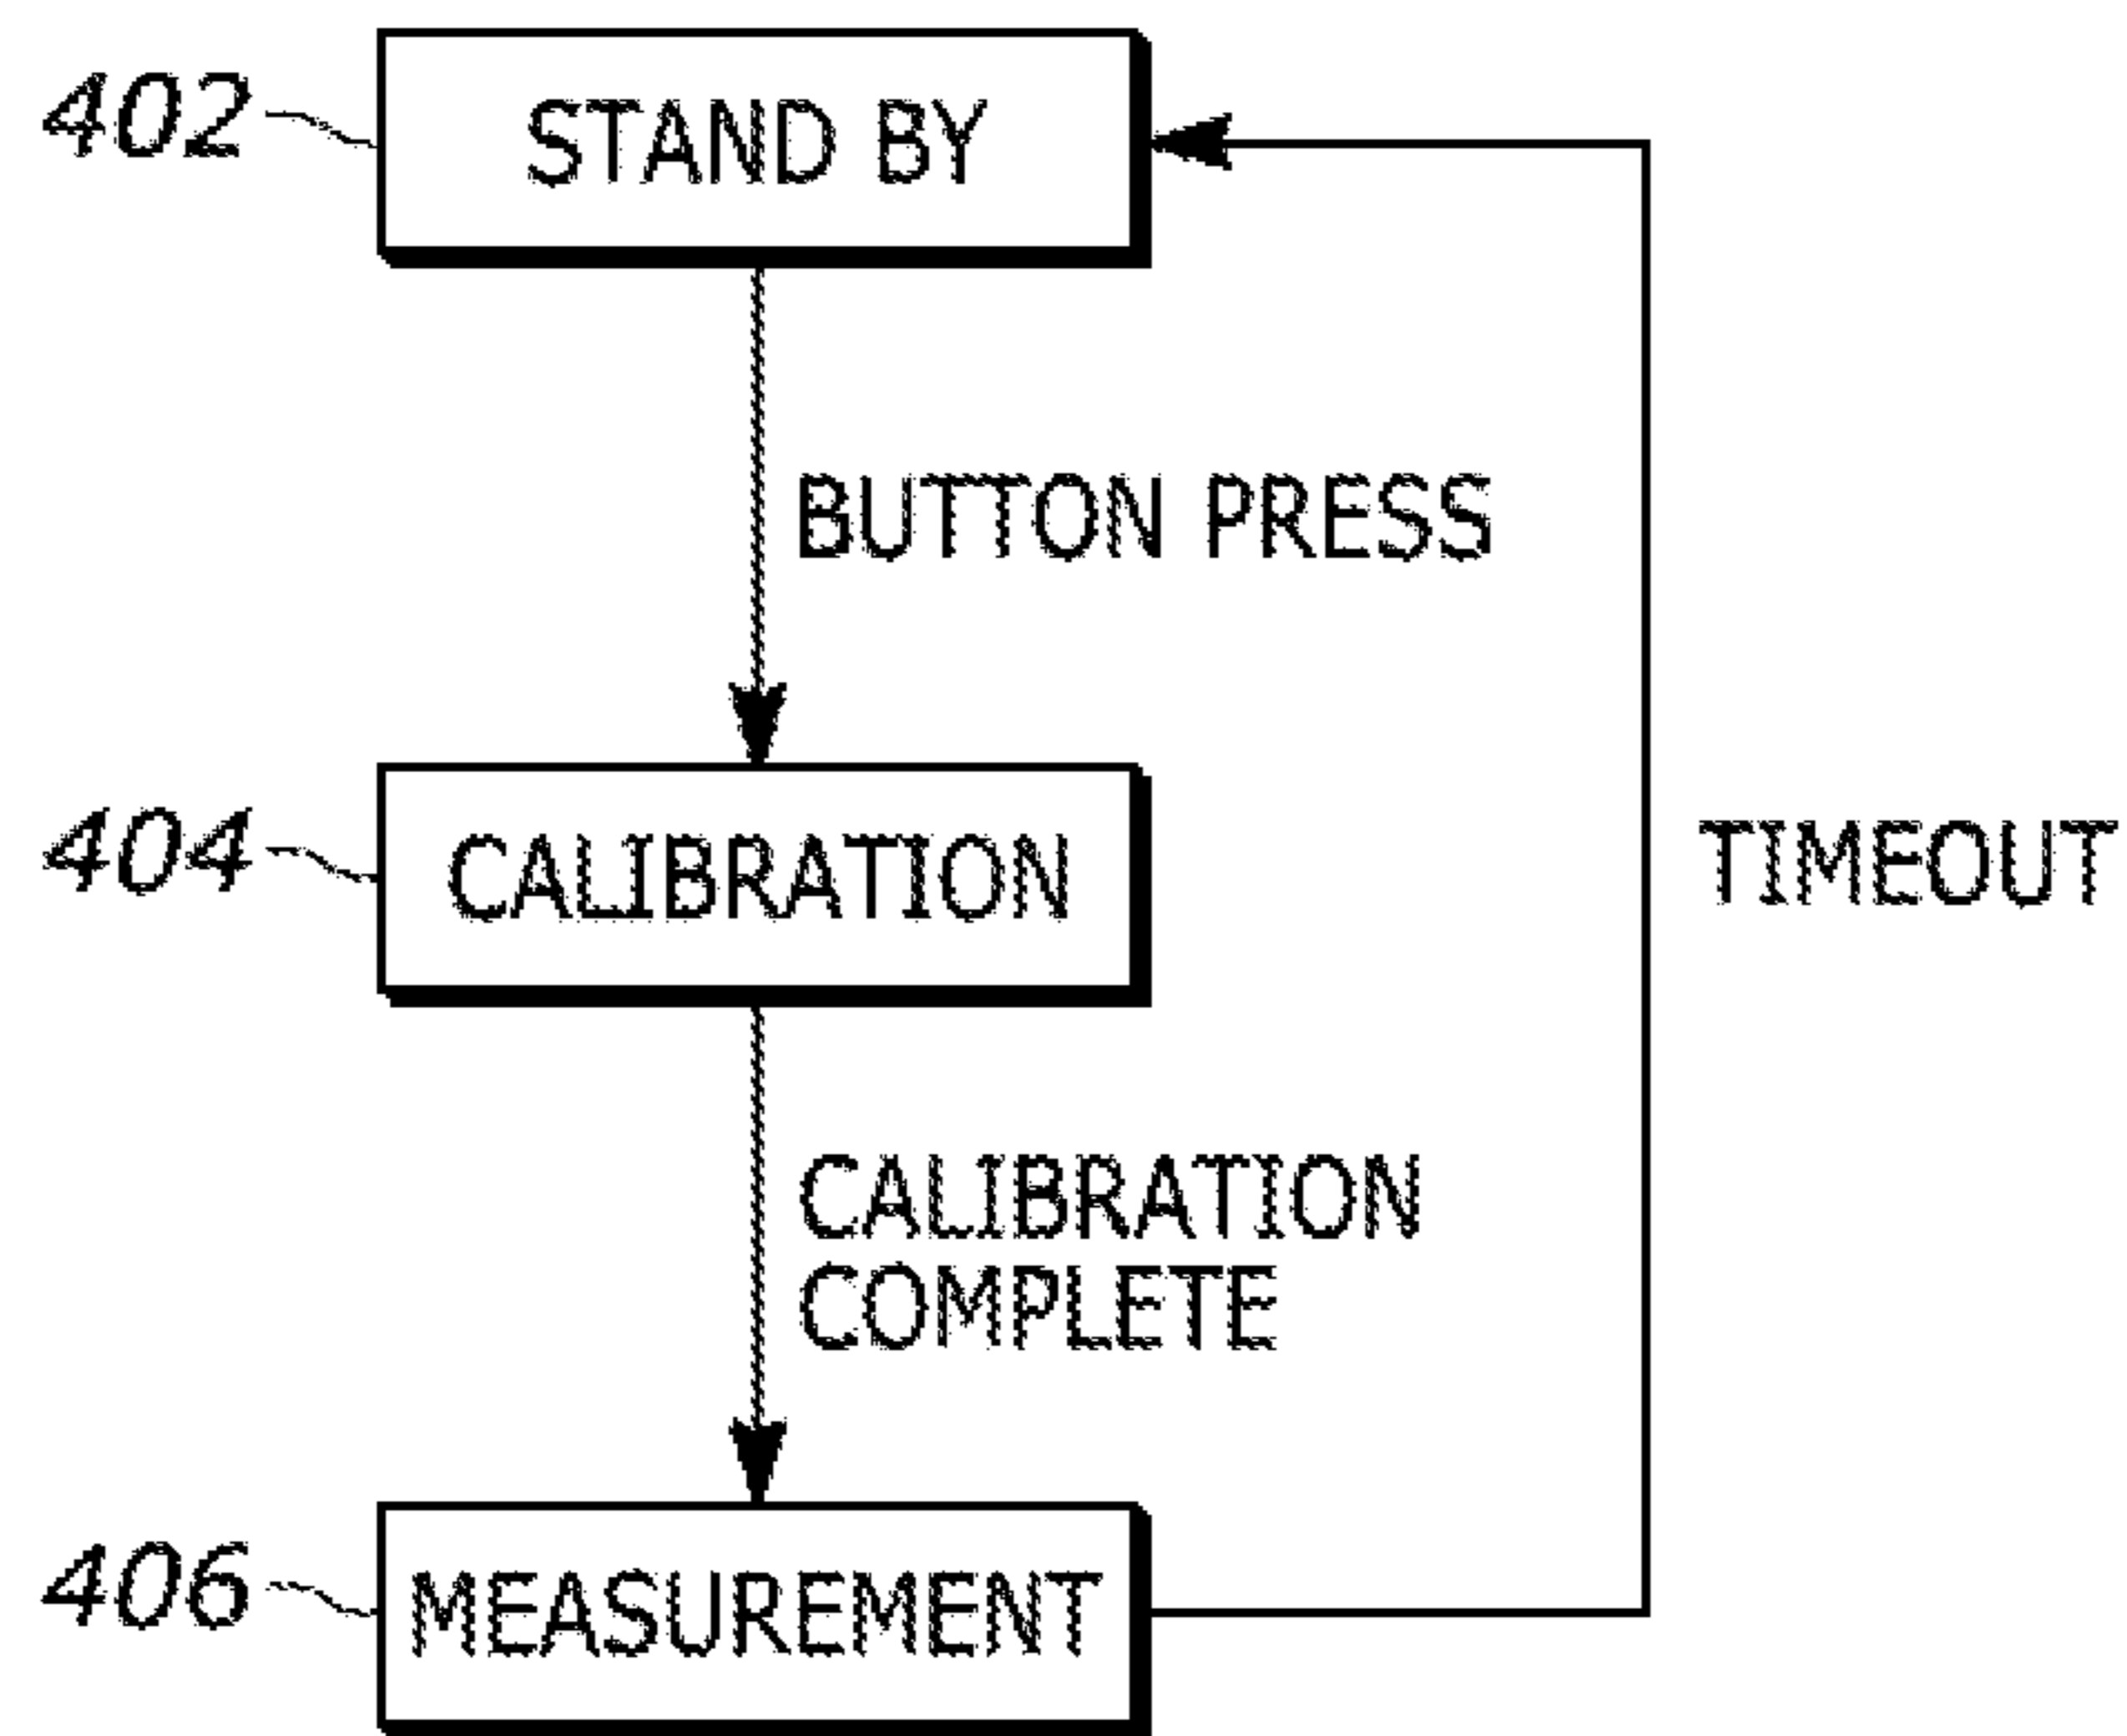 402
STAND BY
BUTTON PRESS
404
CALIBRATION
TIMEOUT
CALIBRATION
COMPLETE
406
MEASUREMENT